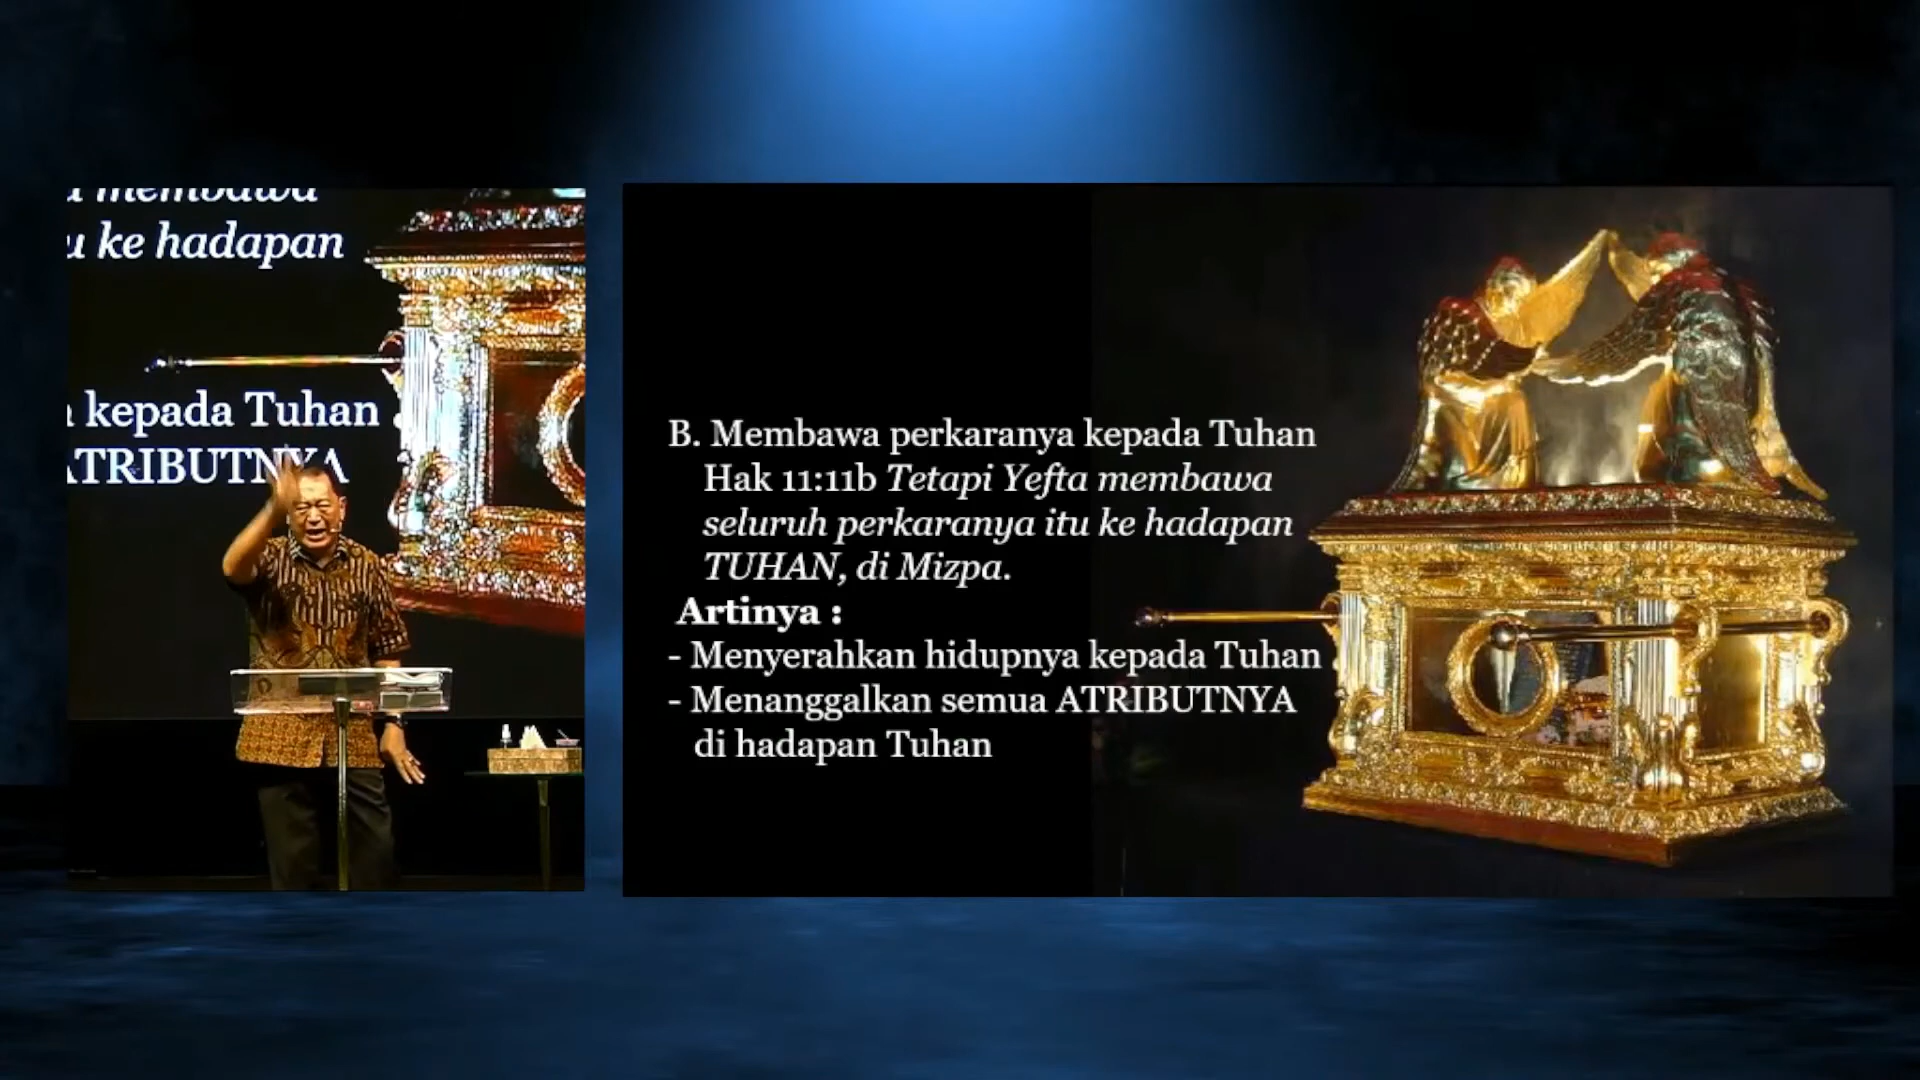 membawa
u ke hadapan
kepada Tuhan
ATRIBUTNYA
B. Membawa perkaranya kepada Tuhan
Hak 11:11b Tetapi Yefta membawa
seluruh perkaranya itu ke hadapan
TUHAN, di Mizpa.
Artinya :
- Menyerahkan hidupnya kepada Tuhan
- Menanggalkan semua ATRIBUTNYA
di hadapan Tuhan